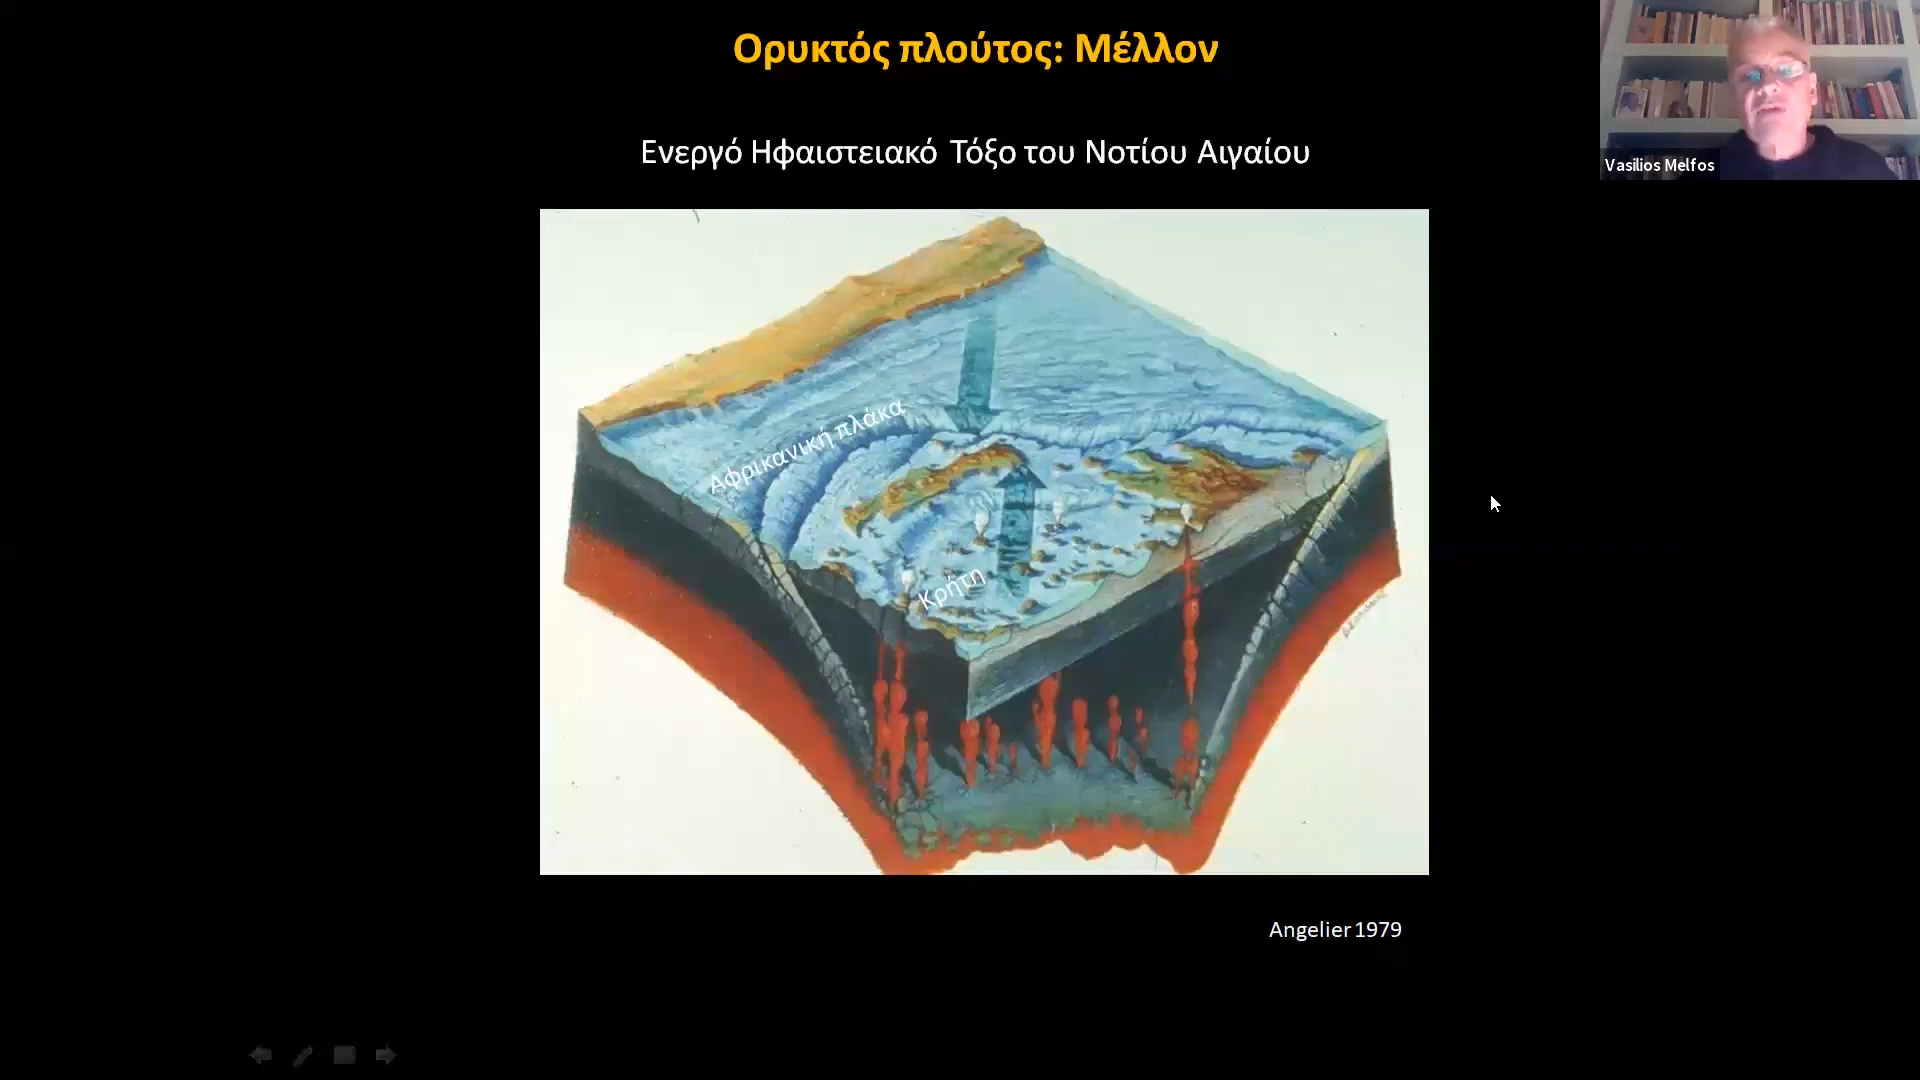 Ορυκτός πλούτος: Μέλλον
Vasilios Melfos
Ενεργό Ηφαιστειακό Τόξο του Νοτίου Αιγαίου
Αφρικανική πλάκα
Κρήτη
Angelier 1979